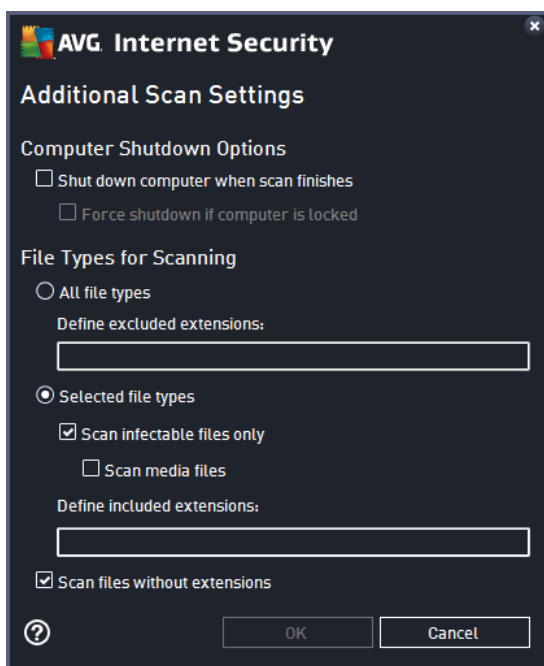 AVG. Internet Security
Additional Scan Settings
Computer Shutdown Options
Shut down computer when scan finishes
Force shutdown if computer is locked
File Types for Scanning
All file types
Define excluded extensions:
Selected file types
Scan infectable files only
Scan media files
Define included extensions:
Scan files without extensions
OK Cancel